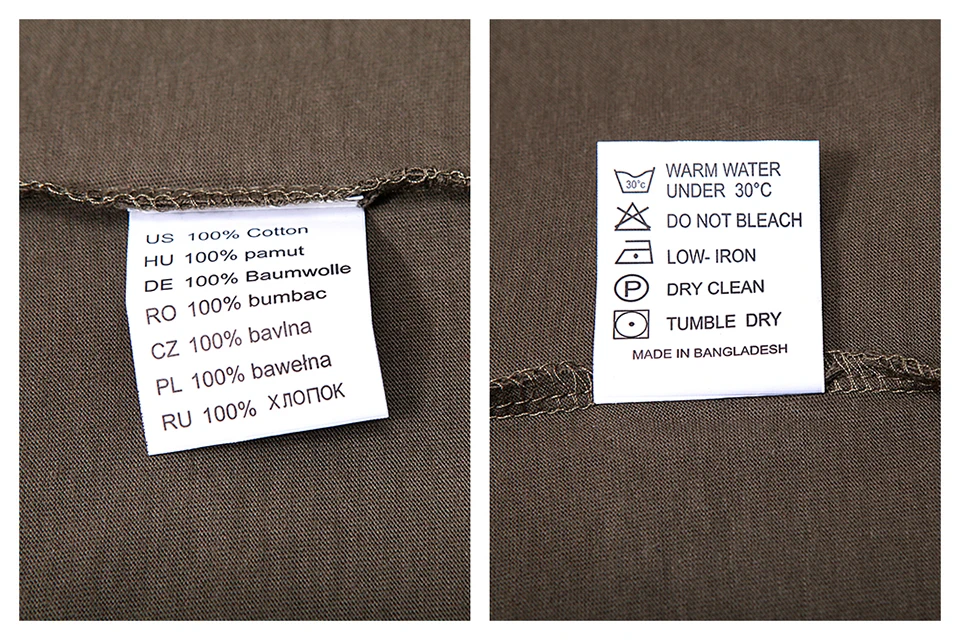 US 100% Cotton
HU 100% pamut
DE 100% Baumwolle
RO 100% bumbac
CZ 100% bavlna
PL 100% bawełna
RU 100% ХЛОПОК
30°c
WARM WATER
UNDER 30°C
DO NOT BLEACH
LOW- IRON
P
DRY CLEAN
TUMBLE DRY
MADE IN BANGLADESH